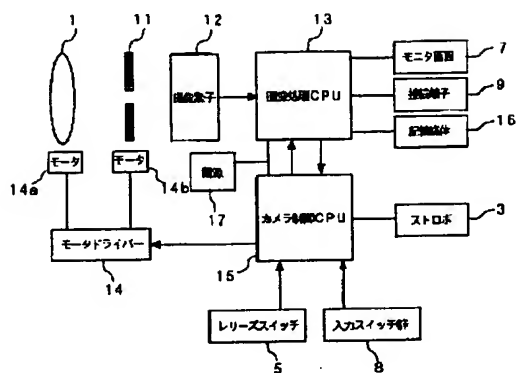 1
11
12
13
撮像素子
画像処理CPU
モニタ画面
7
接続端子
9
記憶媒体
16
モータ
14a
モータ
14b
電源
17
カメラ制御CPU
15
ストロボ
3
モータドライバー
14
レリーズスイッチ
5
入力スイッチ群
8